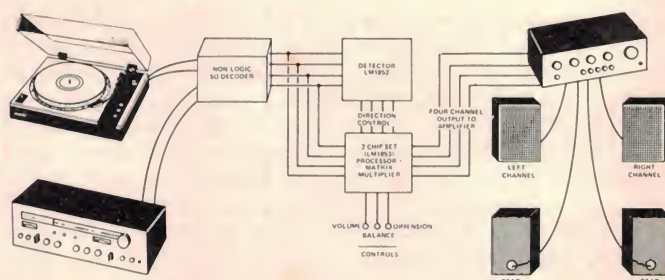 NON LOGIC
SQ DECODER
DETECTOR
LM1852
DIRECTION
CONTROL
2 CHIP SET
(LM1853)
PROCESSOR -
MATRIX
MULTIPLIER
FOUR CHANNEL
OUTPUT TO
AMPLIFIER
VOLUME
BALANCE
DIMENSION
CONTROLS
LEFT
CHANNEL
RIGHT
CHANNEL